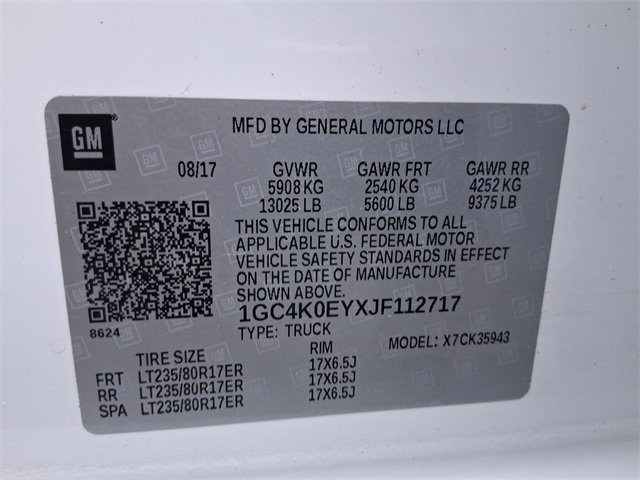 GM
MFD BY GENERAL MOTORS LLC
08/17 GVWR GAWR FRT GAWR RR
5908 KG 2540 KG 4252 KG
13025 LB 5600 LB 9375 LB
THIS VEHICLE CONFORMS TO ALL
APPLICABLE U.S. FEDERAL MOTOR
VEHICLE SAFETY STANDARDS IN EFFECT
ON THE DATE OF MANUFACTURE
SHOWN ABOVE.
1GC4K0EYXJF112717
8624
TYPE: TRUCK
MODEL: X7CK35943
TIRE SIZE RIM
FRT LT235/80R17ER 17X6.5J
RR LT235/80R17ER 17X6.5J
SPA LT235/80R17ER 17X6.5J